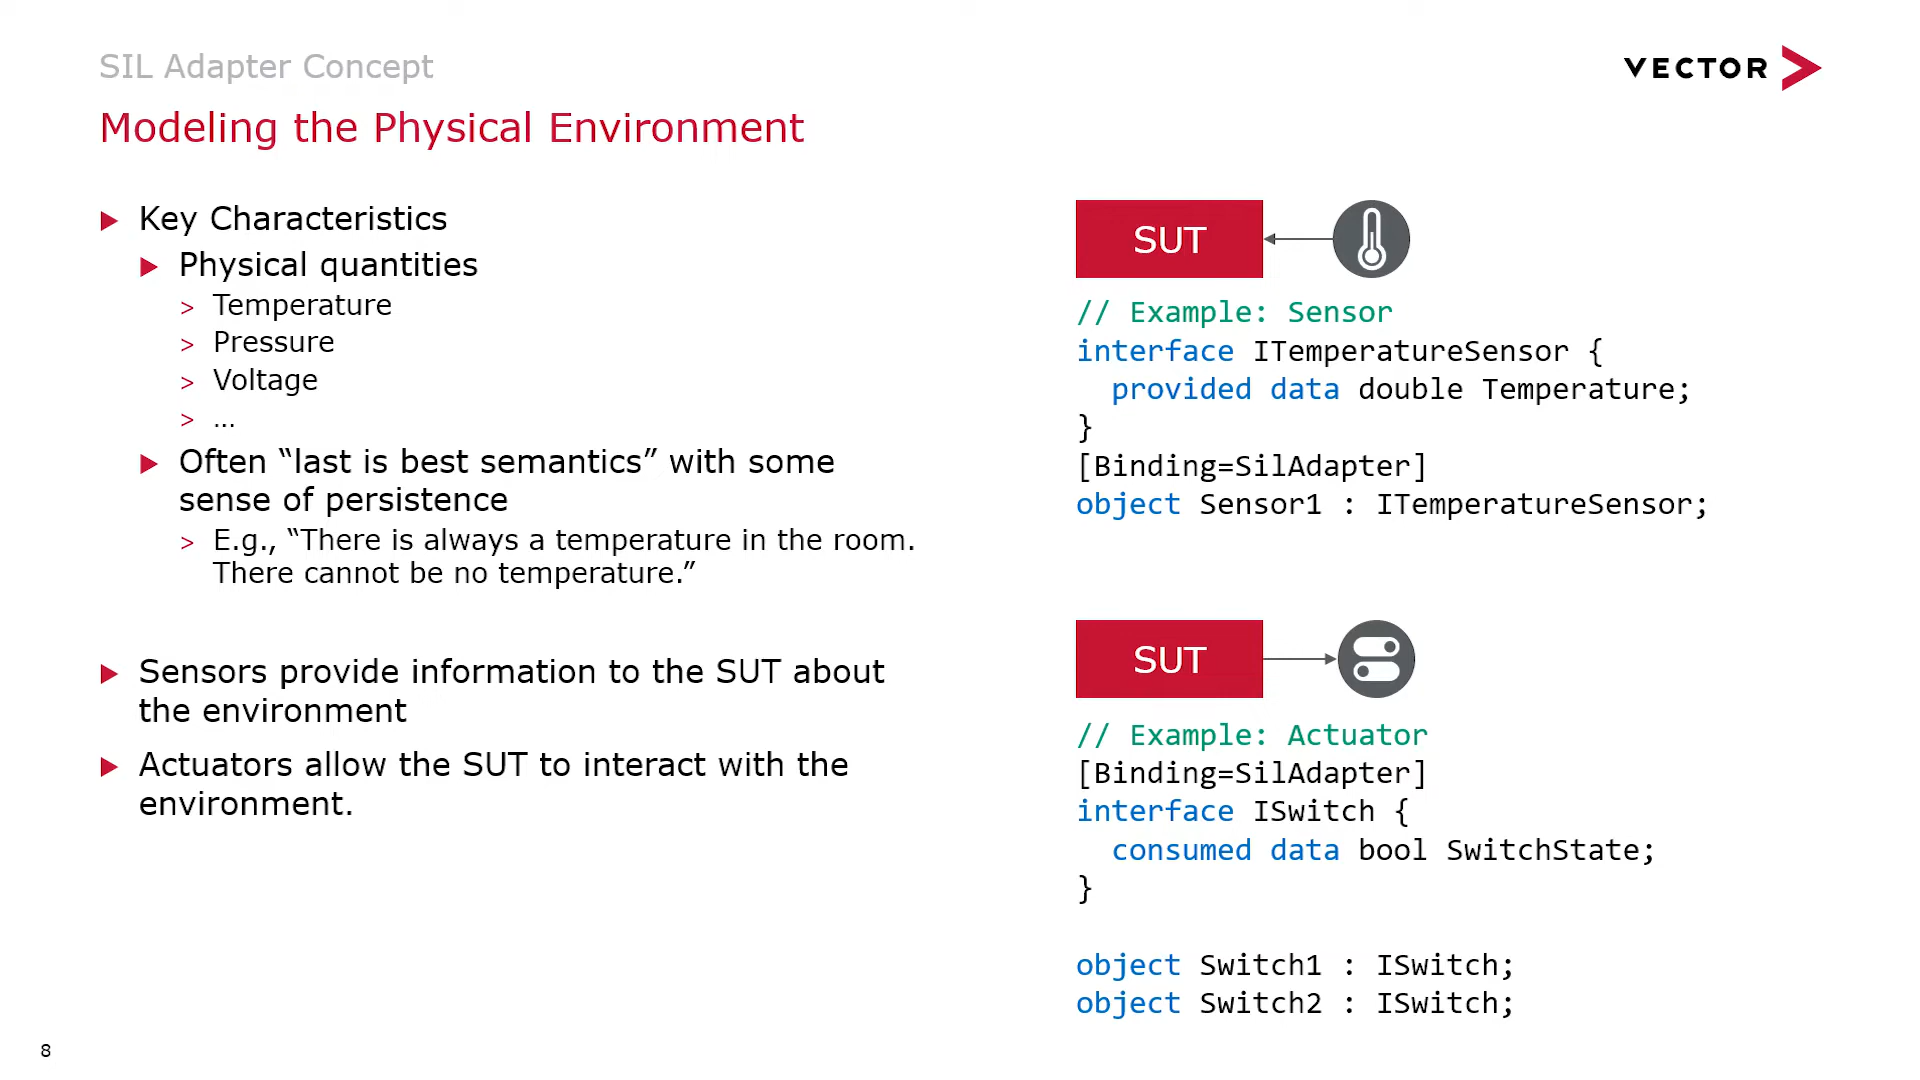 SIL Adapter Concept
VECTOR
Modeling the Physical Environment
Key Characteristics
Physical quantities
> Temperature
> Pressure
> Voltage
> ...
Often “last is best semantics” with some
sense of persistence
> E.g., “There is always a temperature in the room.
There cannot be no temperature.”
Sensors provide information to the SUT about
the environment
Actuators allow the SUT to interact with the
environment.
SUT
// Example: Sensor
interface ITemperatureSensor {
provided data double Temperature;
}
[Binding=SilAdapter]
object Sensor1 : ITemperatureSensor;
SUT
// Example: Actuator
[Binding=SilAdapter]
interface ISwitch {
consumed data bool SwitchState;
}
object Switch1 : ISwitch;
object Switch2 : ISwitch;
8